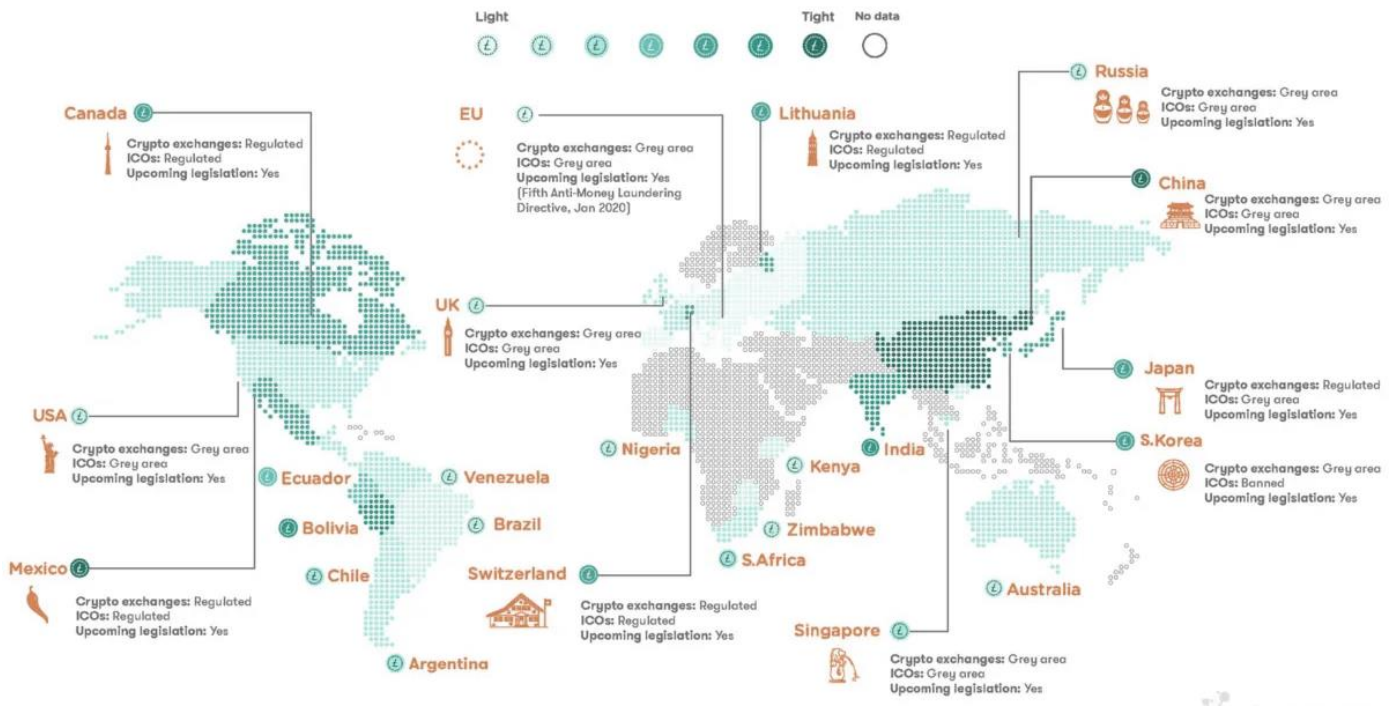 Light
Tight
No data
Canada
Crypto exchanges: Regulated
ICOs: Regulated
Upcoming legislation: Yes
EU
Crypto exchanges: Grey area
ICOs: Grey area
Upcoming legislation: Yes
(Fifth Anti-Money Laundering
Directive, Jan 2020)
Lithuania
Crypto exchanges: Regulated
ICOs: Regulated
Upcoming legislation: Yes
Russia
Crypto exchanges: Grey area
ICOs: Grey area
Upcoming legislation: Yes
China
Crypto exchanges: Grey area
ICOs: Grey area
Upcoming legislation: Yes
UK
Crypto exchanges: Grey area
ICOs: Grey area
Upcoming legislation: Yes
Japan
Crypto exchanges: Regulated
ICOs: Grey area
Upcoming legislation: Yes
USA
Crypto exchanges: Grey area
ICOs: Grey area
Upcoming legislation: Yes
Nigeria
India
S.Korea
Crypto exchanges: Grey area
ICOs: Banned
Upcoming legislation: Yes
Ecuador
Venezuela
Kenya
Bolivia
Brazil
Zimbabwe
Mexico
Crypto exchanges: Regulated
ICOs: Regulated
Upcoming legislation: Yes
Chile
Switzerland
Crypto exchanges: Regulated
ICOs: Regulated
Upcoming legislation: Yes
S.Africa
Australia
Singapore
Crypto exchanges: Grey area
ICOs: Grey area
Upcoming legislation: Yes
Argentina